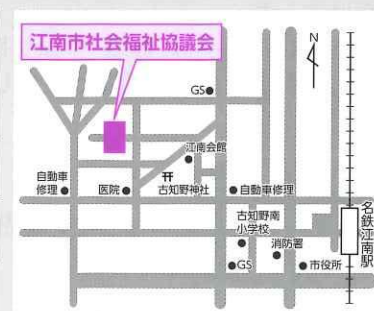 江南市社会福祉協議会
N
GS
江南会館
自動車
修理
医院
古知野神社
自動車修理
古知野南
小学校
消防署
GS
市役所
名鉄江南駅